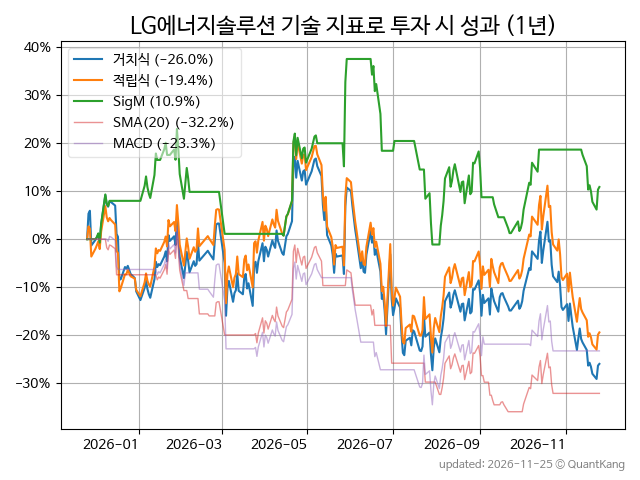 LG에너지솔루션 기술 지표로 투자 시 성과 (1년)
40%
30%
20%
10%
0%
−10%
−20%
−30%
거치식 (−26.0%)
적립식 (−19.4%)
SigM (10.9%)
SMA(20) (−32.2%)
MACD (−23.3%)
2026-01 2026-03 2026-05 2026-07 2026-09 2026-11
updated: 2026-11-25 © QuantKang